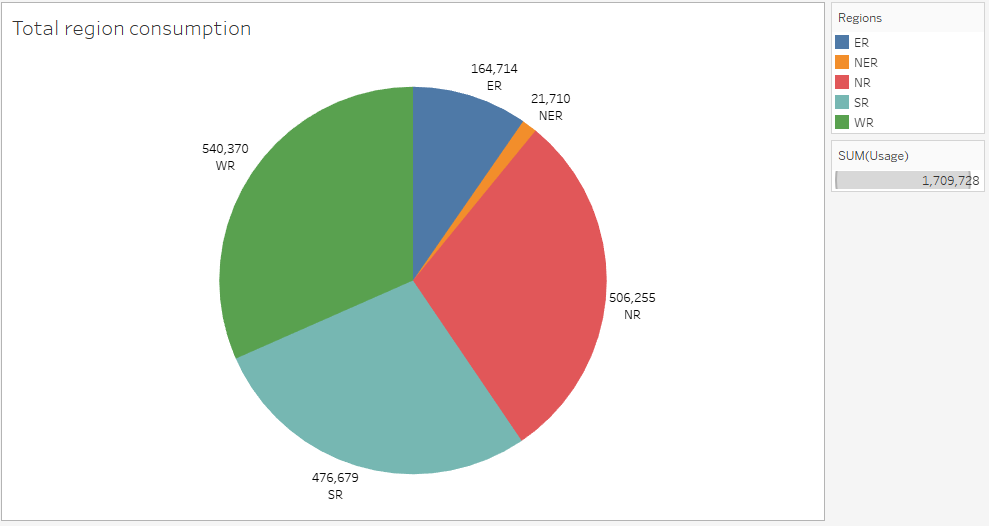 Total region consumption
164,714
ER
21,710
NER
540,370
WR
506,255
NR
476,679
SR
Regions
ER
NER
NR
SR
WR
SUM(Usage)
1,709,728